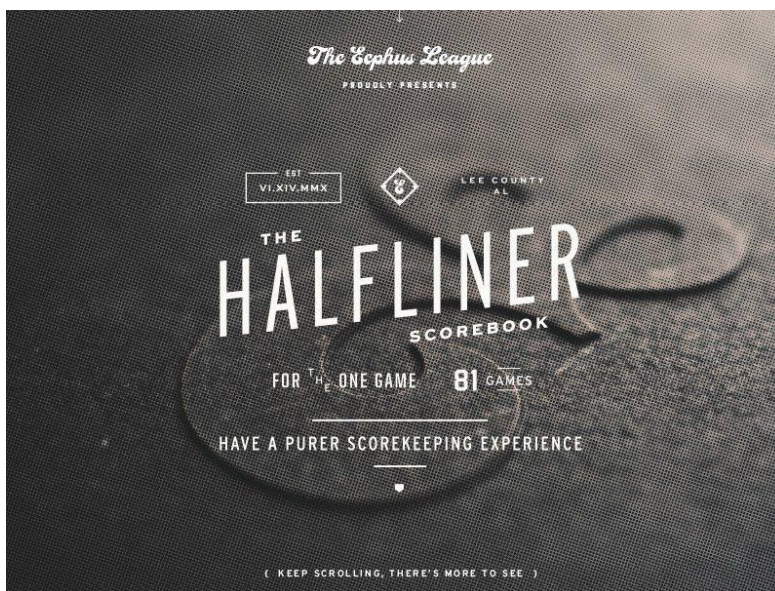 The Eephus League
PROUDLY PRESENTS
EST
VI.XIV.MMX
E
LEE COUNTY
AL
THE
HALFLINER
SCOREBOOK
FOR THE ONE GAME 81 GAMES
HAVE A PURER SCOREKEEPING EXPERIENCE
( KEEP SCROLLING, THERE'S MORE TO SEE )